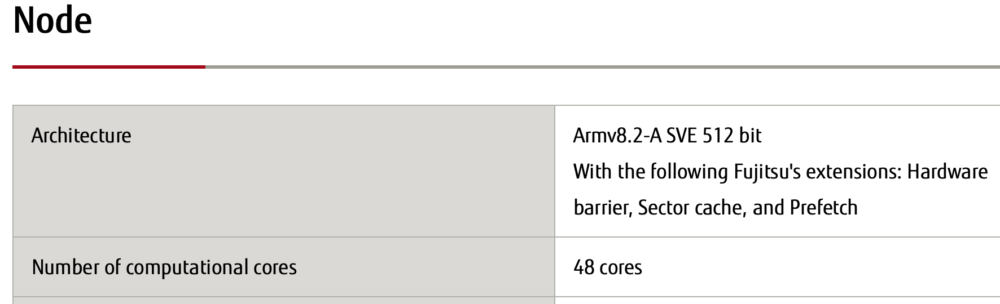 Node
Architecture
Armv8.2-A SVE 512 bit
With the following Fujitsu's extensions: Hardware
barrier, Sector cache, and Prefetch
Number of computational cores
48 cores